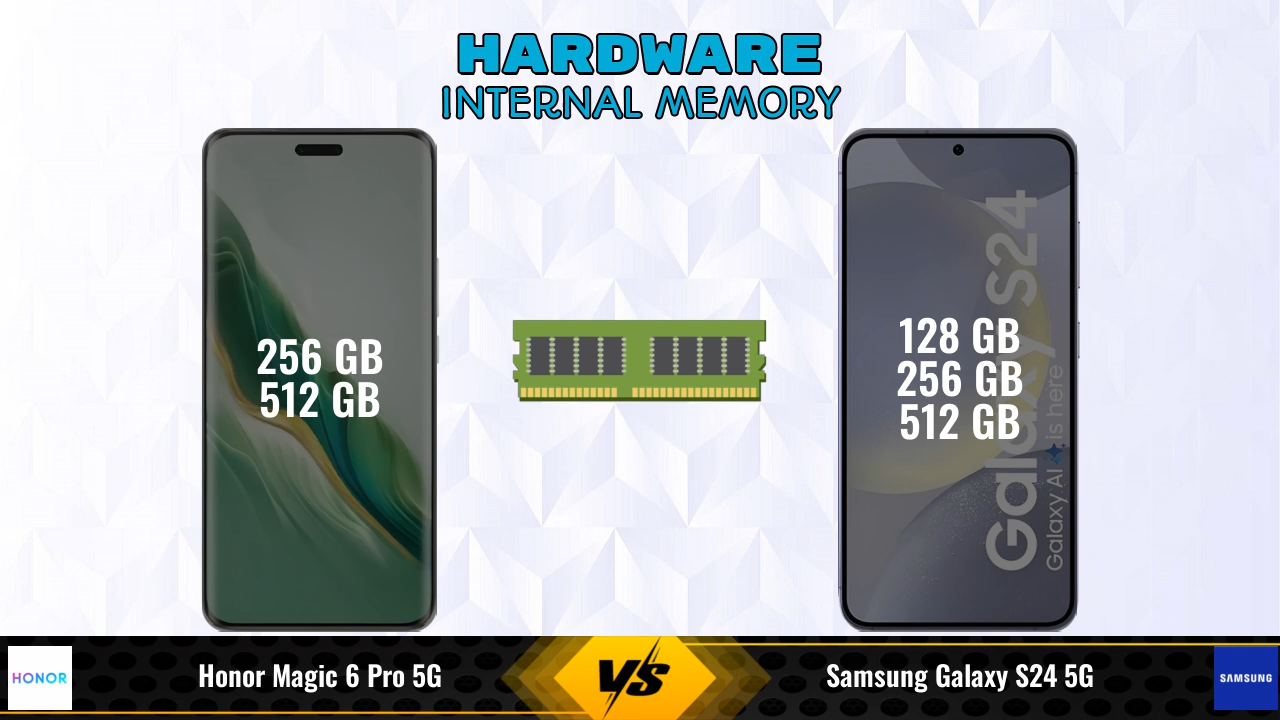 HARDWARE
INTERNAL MEMORY
256 GB
512 GB
128 GB
256 GB
512 GB
Galaxy S24
Galaxy AI is here
HONOR
Honor Magic 6 Pro 5G
VS
Samsung Galaxy S24 5G
SAMSUNG